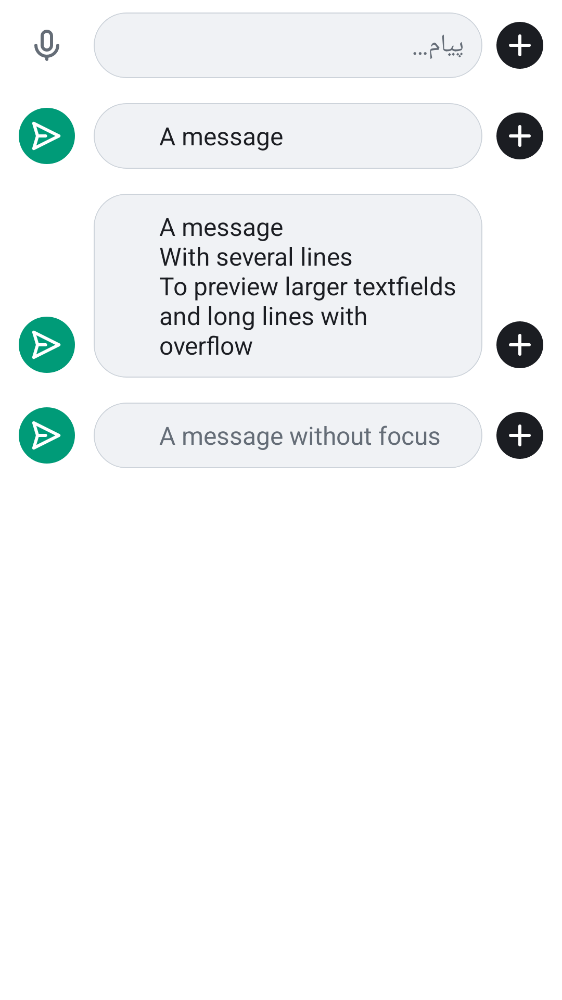 پیام...
A message
A message
With several lines
To preview larger textfields
and long lines with
overflow
A message without focus